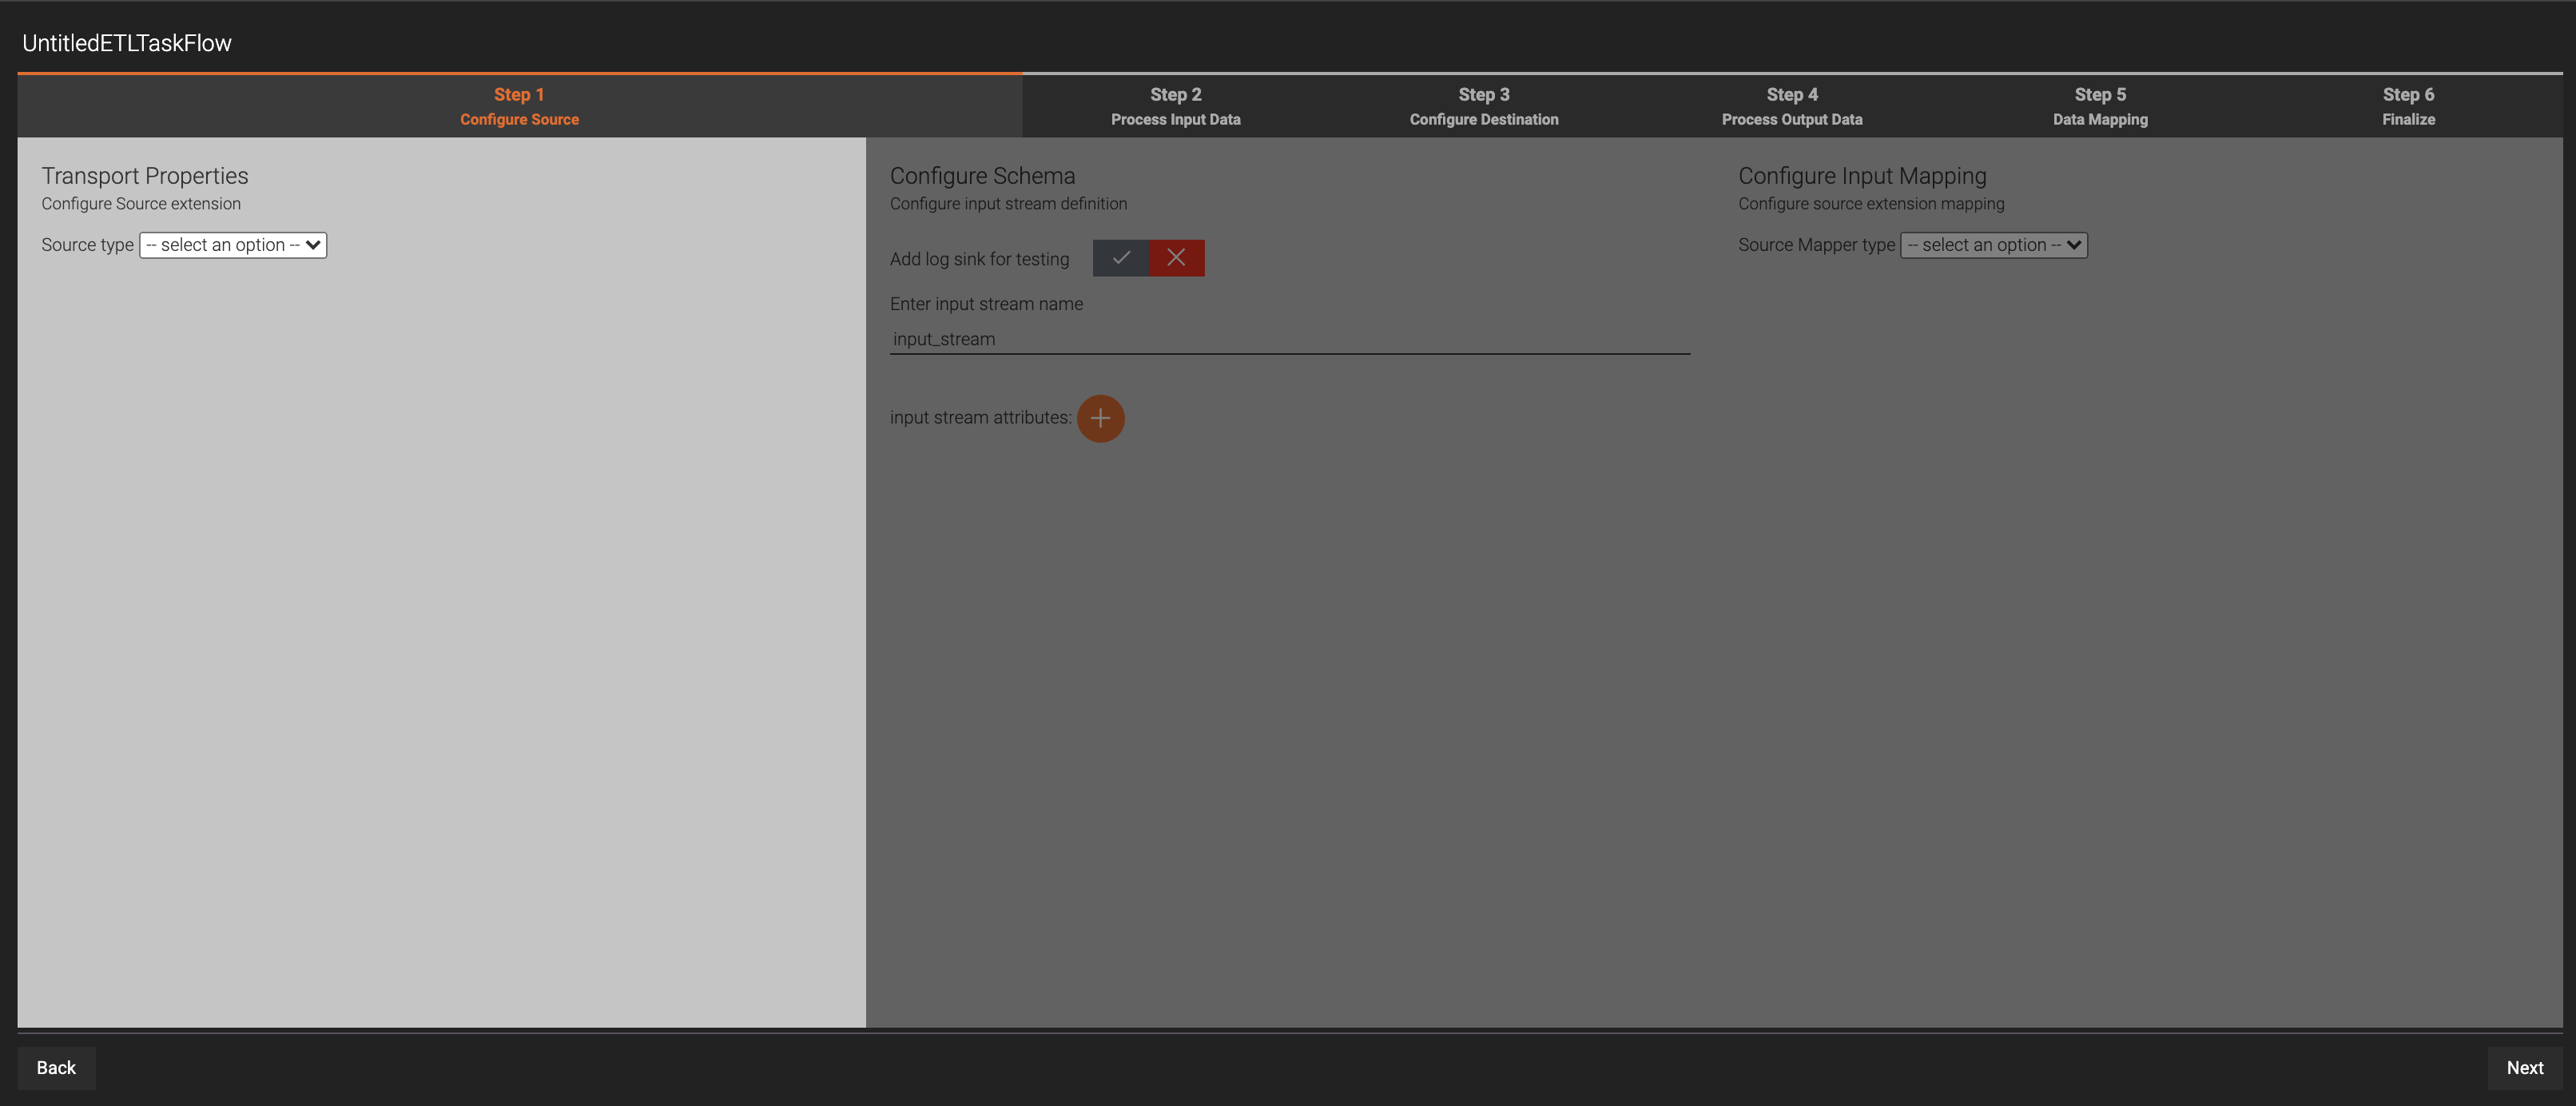 UntitledETLTaskFlow
Step 1
Configure Source
Step 2
Process Input Data
Step 3
Configure Destination
Step 4
Process Output Data
Step 5
Data Mapping
Step 6
Finalize
Transport Properties
Configure Source extension
Source type -- select an option --
Configure Schema
Configure input stream definition
Add log sink for testing
Enter input stream name
input_stream
input stream attributes:
Configure Input Mapping
Configure source extension mapping
Source Mapper type -- select an option --
Back
Next